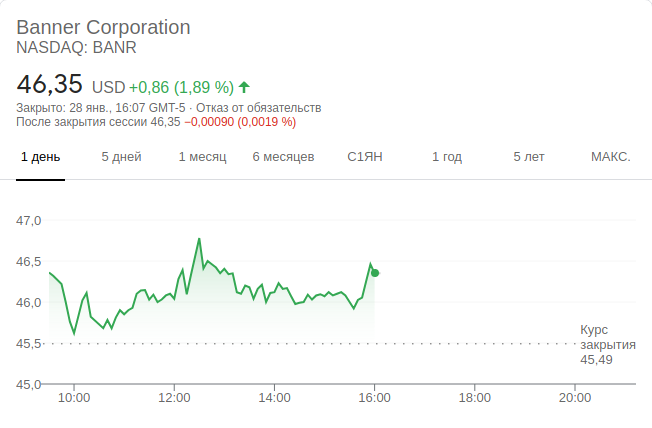 Banner Corporation
NASDAQ: BANR
46,35 USD +0,86 (1,89 %)
Закрыто: 28 янв., 16:07 GMT-5 · Отказ от обязательств
После закрытия сессии 46,35 −0,00090 (0,0019 %)
1 день 5 дней 1 месяц 6 месяцев С1ЯН 1 год 5 лет МАКС.
47,0
46,5
46,0
45,5
45,0
Курс
закрытия
45,49
10:00 12:00 14:00 16:00 18:00 20:00